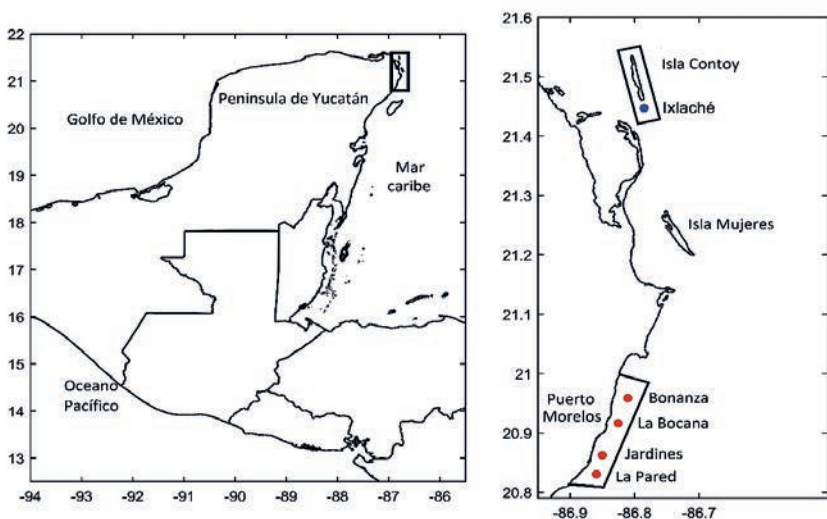 22
21
20
19
18
17
16
15
14
13
-94
-93
-92
-91
-90
-89
-88
-87
-86
Golfo de México
Peninsula de Yucatán
Mar
caribe
Oceano
Pacífico
21.6
21.5
21.4
21.3
21.2
21.1
21
20.9
20.8
-86.9
-86.8
-86.7
Isla Contoy
Ixlaché
Isla Mujeres
Puerto
Morelos
Bonanza
La Bocana
Jardines
La Pared